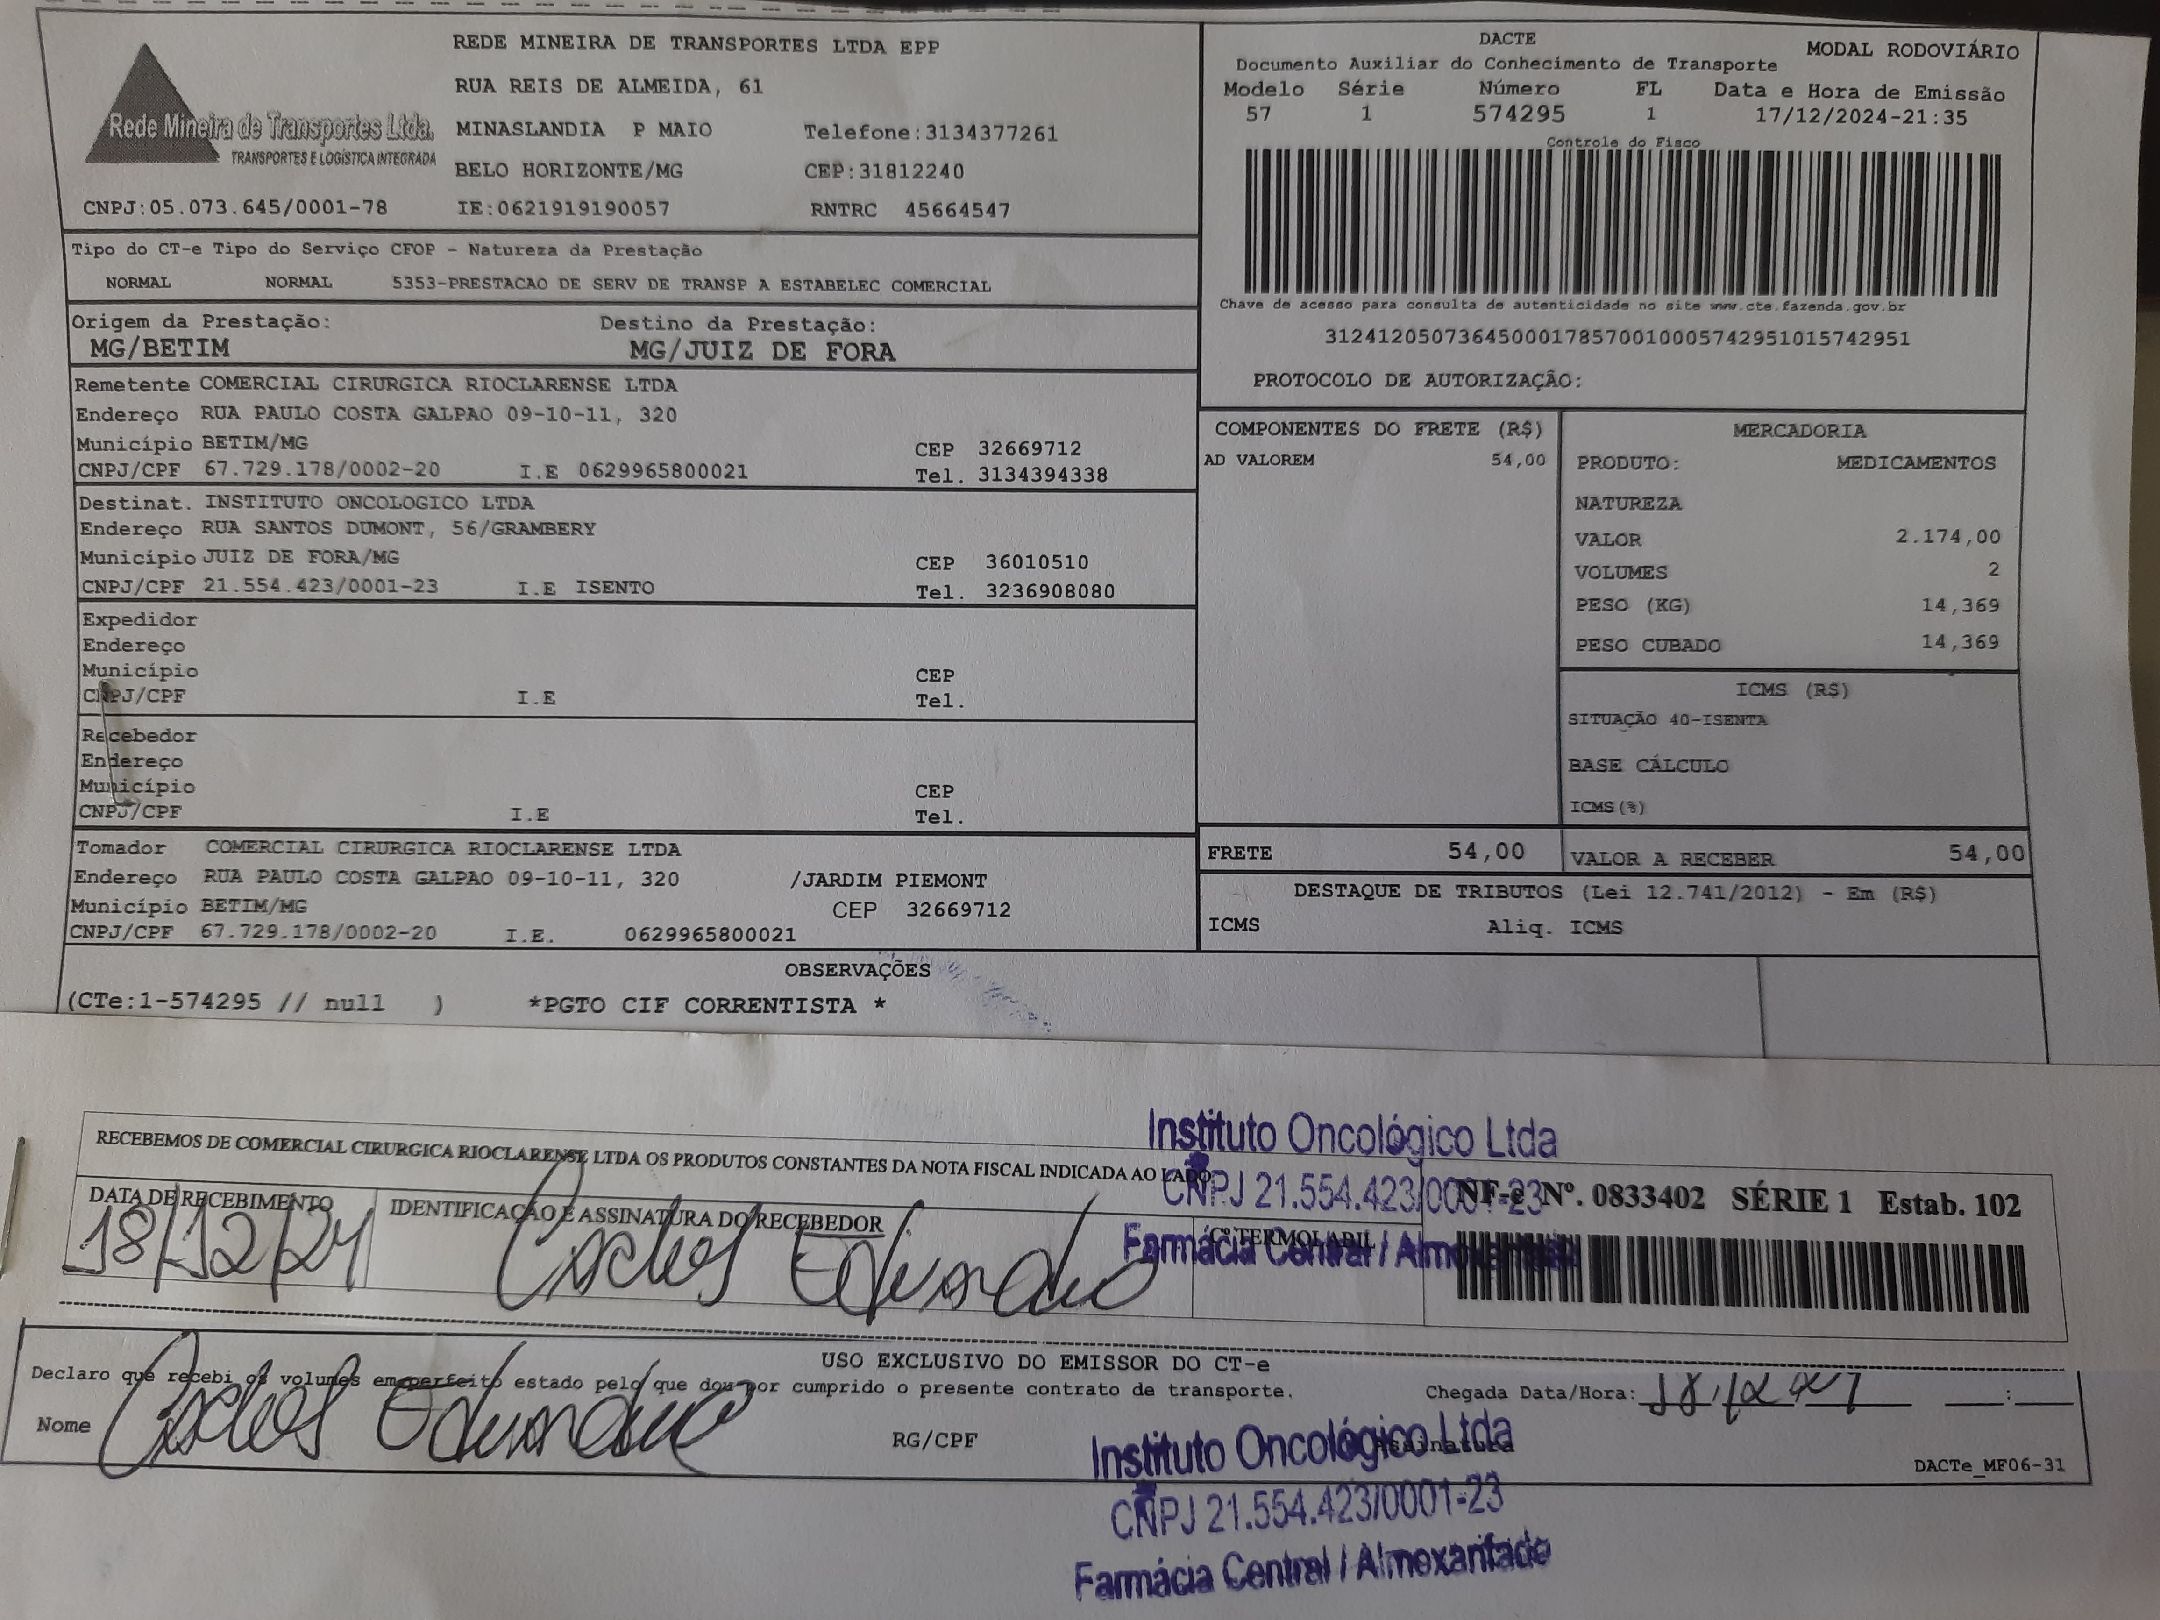 REDE MINEIRA DE TRANSPORTES LTDA EPP
RUA REIS DE ALMEIDA, 61
Rede Mineira de Transportes Ltda.
TRANSPORTES E LOGÍSTICA INTEGRADA
MINASLANDIA P MAIO Telefone:3134377261
BELO HORIZONTE/MG CEP:31812240
CNPJ:05.073.645/0001-78 IE:0621919190057 RNTRC 45664547
DACTE MODAL RODOVIÁRIO
Documento Auxiliar do Conhecimento de Transporte
Modelo Série Número FL Data e Hora de Emissão
57 1 574295 1 17/12/2024-21:35
Controle do Fisco
Chave de acesso para consulta de autenticidade no site www.cte.fazenda.gov.br
31241205073645000178570010005742951015742951
PROTOCOLO DE AUTORIZAÇÃO:
Tipo do CT-e Tipo do Serviço CFOP - Natureza da Prestação
NORMAL NORMAL 5353-PRESTACAO DE SERV DE TRANSP A ESTABELEC COMERCIAL
Origem da Prestação: Destino da Prestação:
MG/BETIM MG/JUIZ DE FORA
Remetente COMERCIAL CIRURGICA RIOCLARENSE LTDA
Endereço RUA PAULO COSTA GALPAO 09-10-11, 320
Município BETIM/MG CEP 32669712
CNPJ/CPF 67.729.178/0002-20 I.E 0629965800021 Tel. 3134394338
Destinat. INSTITUTO ONCOLOGICO LTDA
Endereço RUA SANTOS DUMONT, 56/GRAMBERY
Município JUIZ DE FORA/MG CEP 36010510
CNPJ/CPF 21.554.423/0001-23 I.E ISENTO Tel. 3236908080
Expedidor
Endereço
Município CEP
CNPJ/CPF I.E Tel.
Recebedor
Endereço
Município CEP
CNPJ/CPF I.E Tel.
Tomador COMERCIAL CIRURGICA RIOCLARENSE LTDA
Endereço RUA PAULO COSTA GALPAO 09-10-11, 320 /JARDIM PIEMONT
Município BETIM/MG CEP 32669712
CNPJ/CPF 67.729.178/0002-20 I.E. 0629965800021
COMPONENTES DO FRETE (R$)
AD VALOREM 54,00
MERCADORIA
PRODUTO: MEDICAMENTOS
NATUREZA
VALOR 2.174,00
VOLUMES 2
PESO (KG) 14,369
PESO CUBADO 14,369
ICMS (R$)
SITUAÇÃO 40-ISENTA
BASE CÁLCULO
ICMS(%)
FRETE 54,00 VALOR A RECEBER 54,00
DESTAQUE DE TRIBUTOS (Lei 12.741/2012) - Em (R$)
ICMS Aliq. ICMS
OBSERVAÇÕES
(CTe:1-574295 // null ) *PGTO CIF CORRENTISTA *
RECEBEMOS DE COMERCIAL CIRURGICA RIOCLARENSE LTDA OS PRODUTOS CONSTANTES DA NOTA FISCAL INDICADA AO LADO.
DATA DE RECEBIMENTO IDENTIFICAÇÃO E ASSINATURA DO RECEBEDOR Cº TERMOLABIL
18/12/24 Carlos Eduardo
NF-e Nº. 0833402 SÉRIE 1 Estab. 102
Instituto Oncológico Ltda
CNPJ 21.554.423/0001-23
Farmácia Central / Almoxarifado
USO EXCLUSIVO DO EMISSOR DO CT-e
Declaro que recebi os volumes em perfeito estado pelo que dou por cumprido o presente contrato de transporte. Chegada Data/Hora: 18/12/24 :
Nome Carlos Eduardo RG/CPF Assinatura
DACTe_MF06-31
Instituto Oncológico Ltda
CNPJ 21.554.423/0001-23
Farmácia Central / Almoxarifado